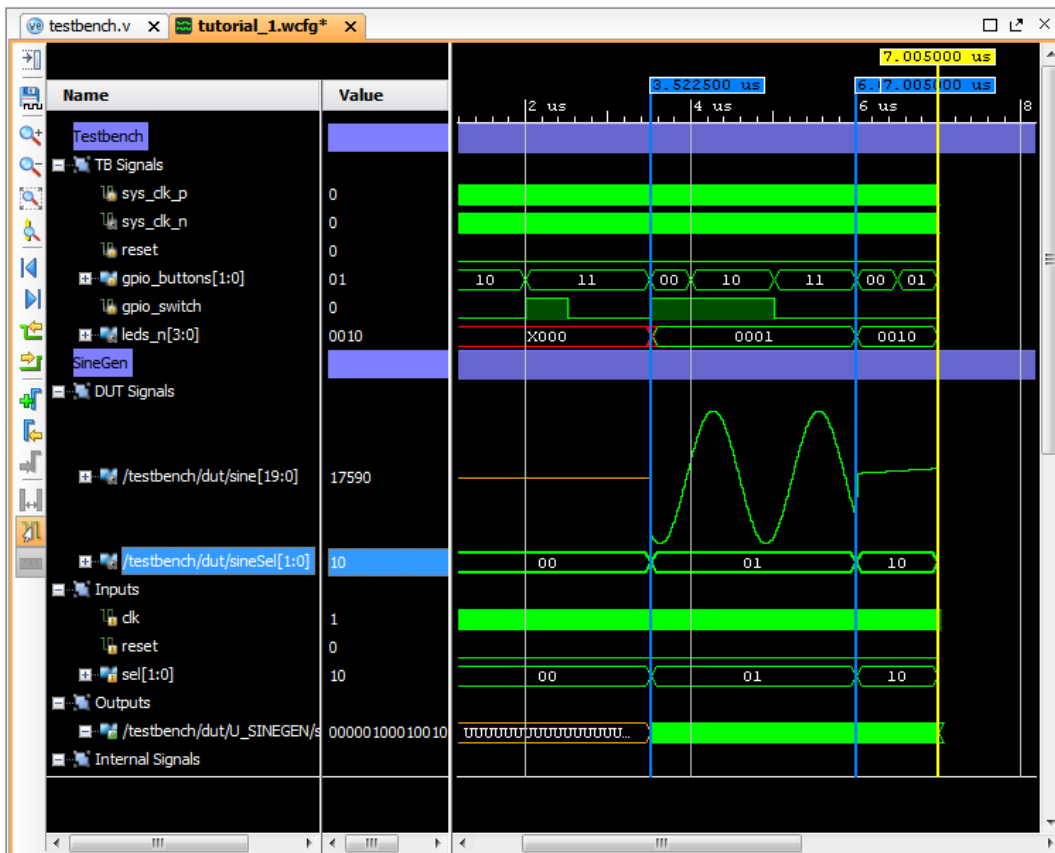 testbench.v X tutorial_1.wcfg* X
7.005000 us
3.522500 us 7.005000 us
Name Value 2 us 4 us 6 us 8
Testbench
TB Signals
sys_clk_p 0
sys_clk_n 0
reset 0
gpio_buttons[1:0] 01 10 11 00 10 11 00 01
gpio_switch 0
leds_n[3:0] 0010 X000 0001 0010
SineGen
DUT Signals
/testbench/dut/sine[19:0] 17590
/testbench/dut/sineSel[1:0] 10 00 01 10
Inputs
clk 1
reset 0
sel[1:0] 10 00 01 10
Outputs
/testbench/dut/U_SINEGEN/s 00000100010010
Internal Signals